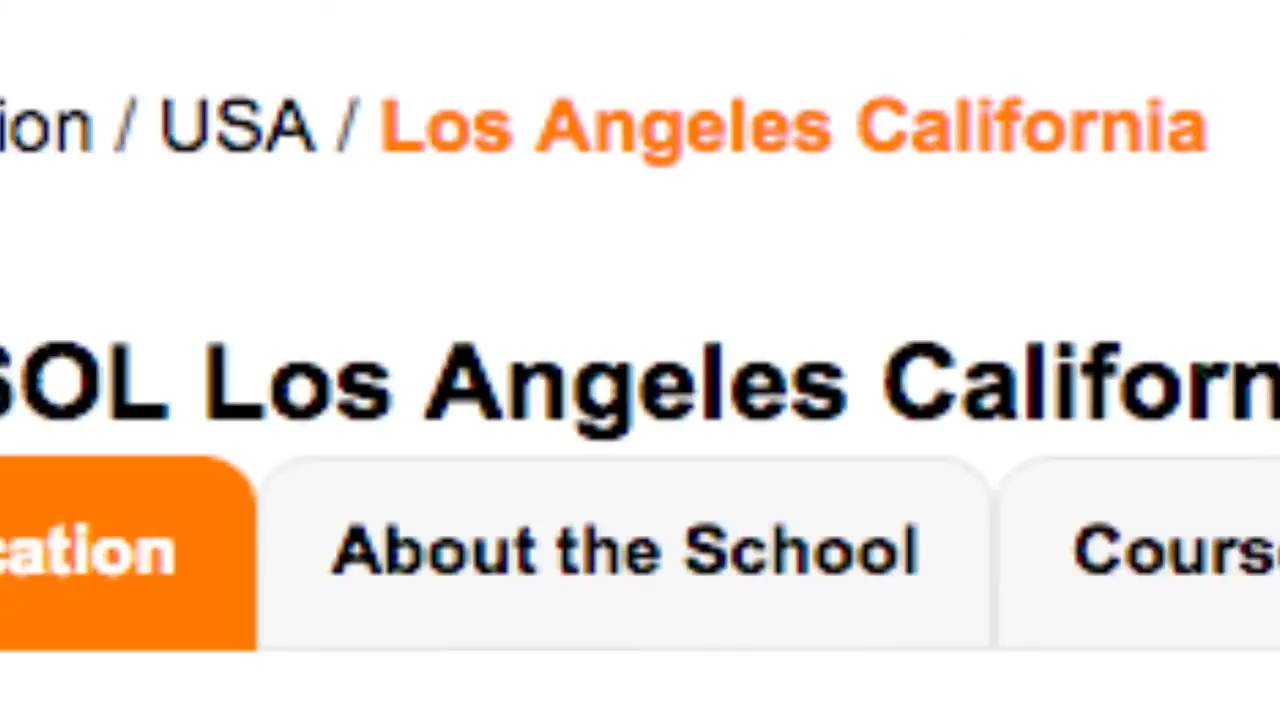 ion / USA / Los Angeles California
SOL Los Angeles Californ
cation About the School Cours